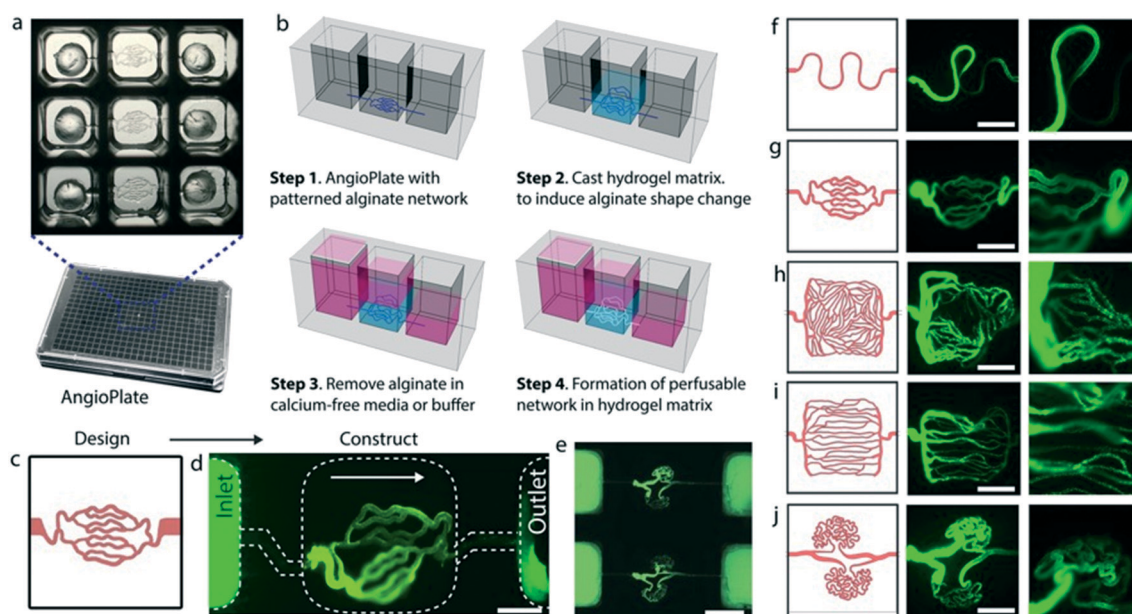 a
b
Step 1. AngioPlate with
patterned alginate network
Step 2. Cast hydrogel matrix.
to induce alginate shape change
Step 3. Remove alginate in
calcium-free media or buffer
Step 4. Formation of perfusable
network in hydrogel matrix
AngioPlate
Design
Construct
c
d
Inlet
Outlet
e
f
g
h
i
j